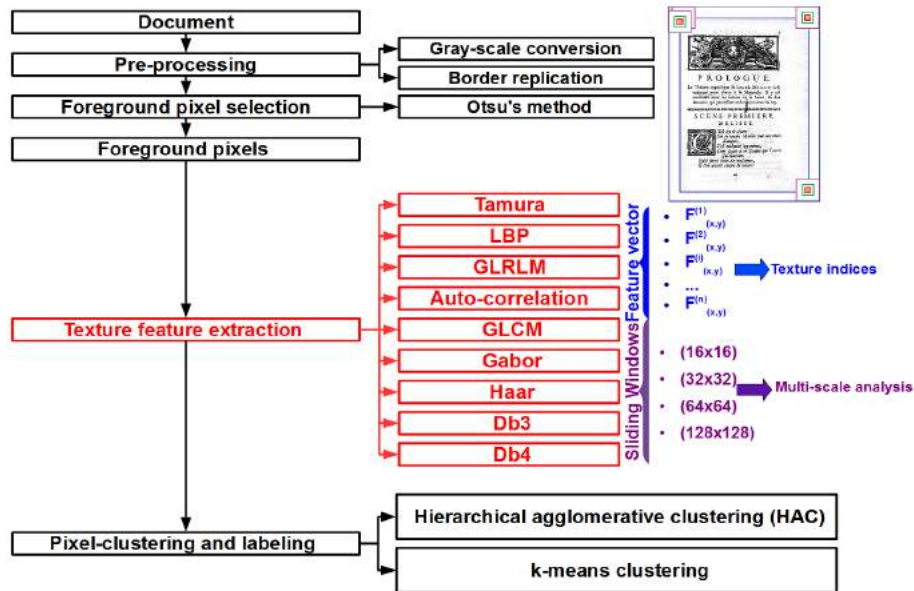 Document
Pre-processing
Gray-scale conversion
Border replication
Foreground pixel selection
Otsu's method
Foreground pixels
PROLOGUE
SCENE PREMIERE
MELISSE
Texture feature extraction
Tamura
LBP
GLRLM
Auto-correlation
GLCM
Gabor
Haar
Db3
Db4
Feature vector
Sliding Windows
• F(1)(x,y)
• F(2)(x,y)
• F(i)(x,y)
• ...
• F(n)(x,y)
Texture indices
• (16x16)
• (32x32)
• (64x64)
• (128x128)
Multi-scale analysis
Pixel-clustering and labeling
Hierarchical agglomerative clustering (HAC)
k-means clustering